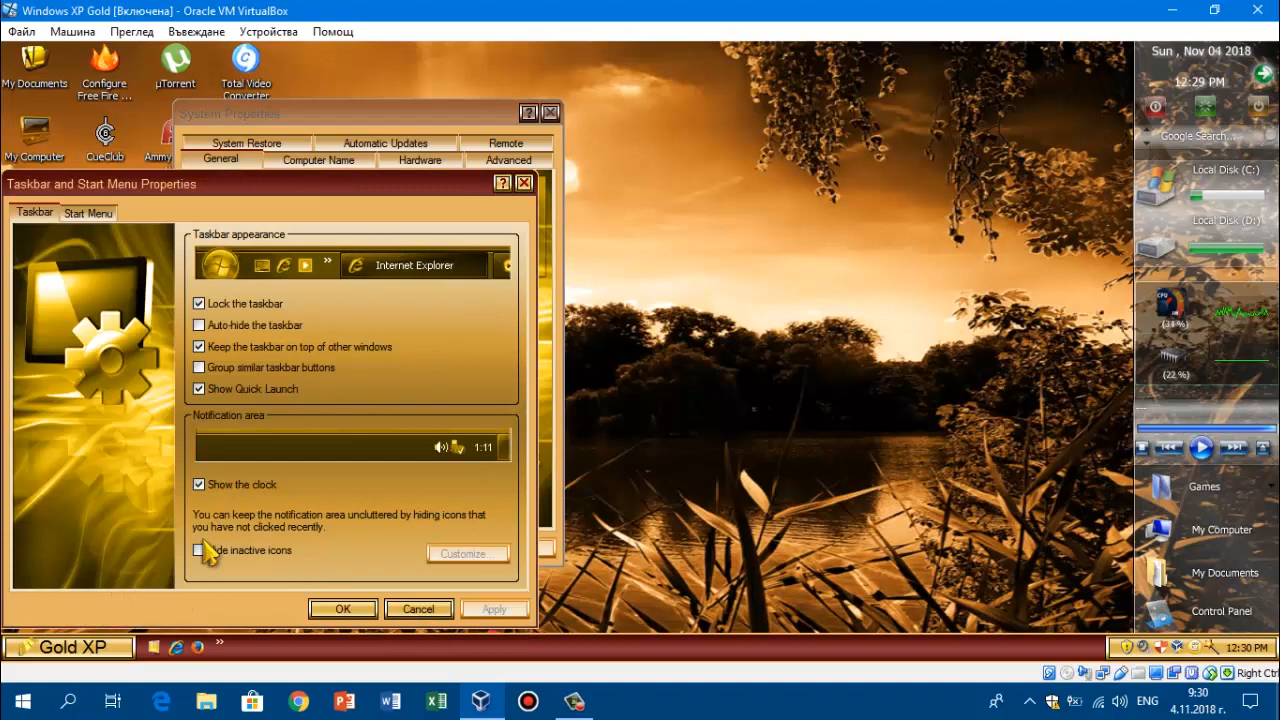 Windows XP Gold [Включена] - Oracle VM VirtualBox
Файл Машина Преглед Въвеждане Устройства Помощ
My Documents
Configure
Free Fire ...
µTorrent
Total Video
Converter
My Computer
CueClub
Ammy
System Properties
System Restore Automatic Updates Remote
General Computer Name Hardware Advanced
Taskbar and Start Menu Properties
Taskbar Start Menu
Taskbar appearance
Internet Explorer
Lock the taskbar
Auto-hide the taskbar
Keep the taskbar on top of other windows
Group similar taskbar buttons
Show Quick Launch
Notification area
1:11
Show the clock
You can keep the notification area uncluttered by hiding icons that
you have not clicked recently.
ide inactive icons
Customize...
OK Cancel Apply
Sun , Nov 04 2018
12:29 PM
Google Search...
Local Disk (C:)
Local Disk (D:)
CPU
(22 %)
Games
My Computer
My Documents
Control Panel
Gold XP
12:30 PM
Right Ctrl
ENG
9:30
4.11.2018 г.